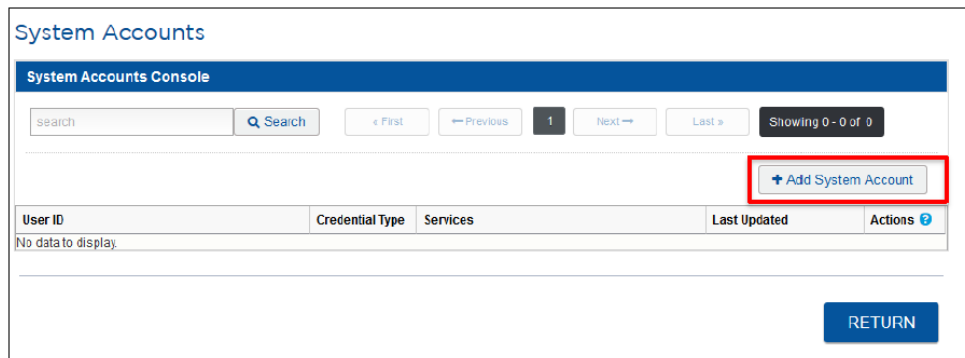 System Accounts
System Accounts Console
search Search « First ←Previous 1 Next → Last » Showing 0 - 0 of 0
+ Add System Account
User ID Credential Type Services Last Updated Actions ?
No data to display.
RETURN